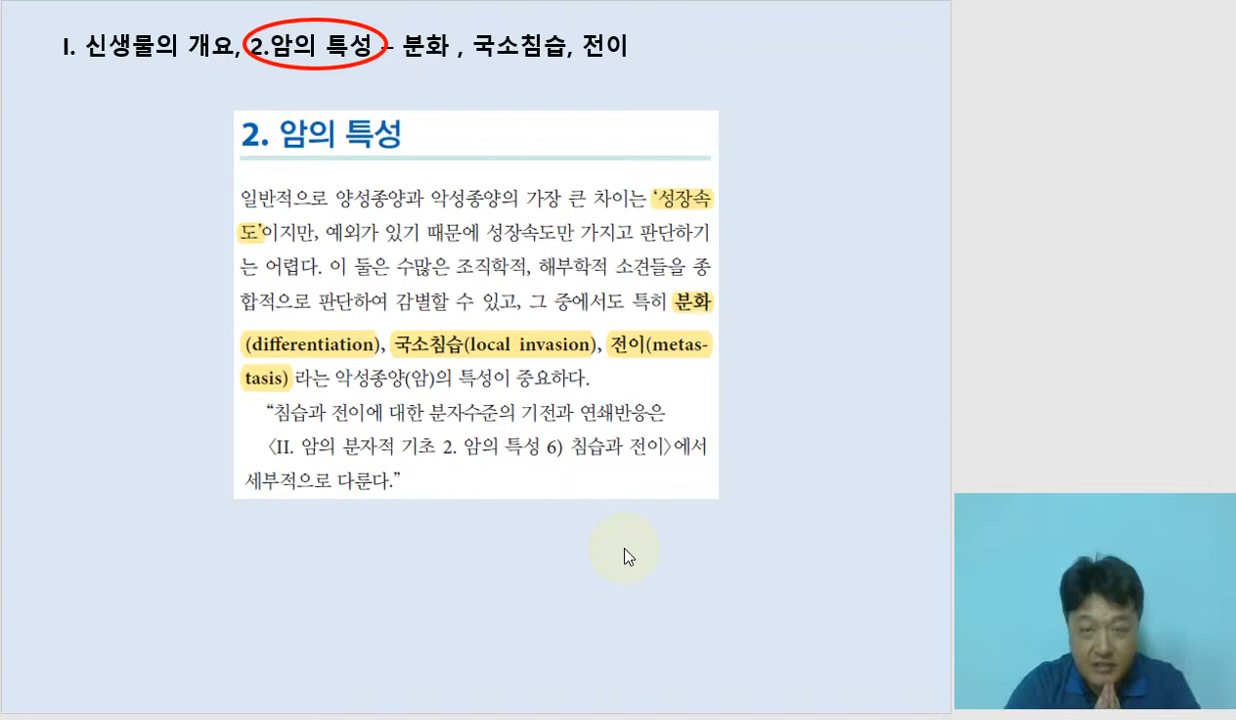 I. 신생물의 개요, 2.암의 특성 – 분화 , 국소침습, 전이
2. 암의 특성
일반적으로 양성종양과 악성종양의 가장 큰 차이는 ‘성장속
도’이지만, 예외가 있기 때문에 성장속도만 가지고 판단하기
는 어렵다. 이 둘은 수많은 조직학적, 해부학적 소견들을 종
합적으로 판단하여 감별할 수 있고, 그 중에서도 특히 분화
(differentiation), 국소침습(local invasion), 전이(metas-
tasis) 라는 악성종양(암)의 특성이 중요하다.
“침습과 전이에 대한 분자수준의 기전과 연쇄반응은
〈II. 암의 분자적 기초 2. 암의 특성 6) 침습과 전이〉에서
세부적으로 다룬다.”